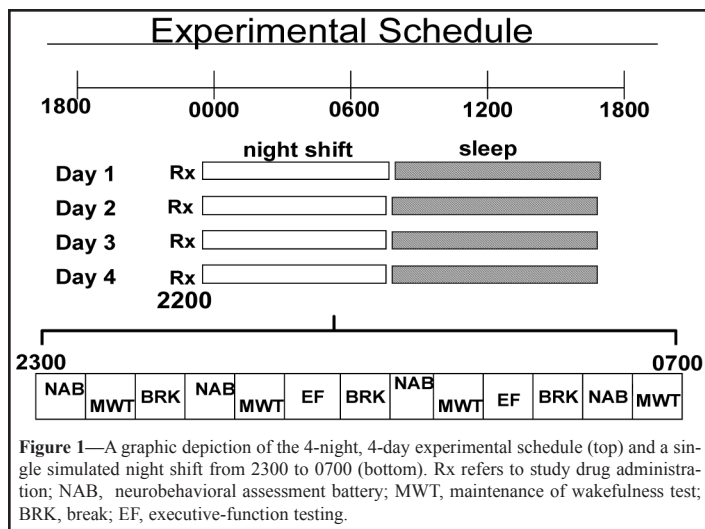 Experimental Schedule
1800 0000 0600 1200 1800
night shift sleep
Day 1 Rx
Day 2 Rx
Day 3 Rx
Day 4 Rx
2200
2300 0700
NAB MWT BRK NAB MWT EF BRK NAB MWT EF BRK NAB MWT
Figure 1—A graphic depiction of the 4-night, 4-day experimental schedule (top) and a sin-
gle simulated night shift from 2300 to 0700 (bottom). Rx refers to study drug administra-
tion; NAB, neurobehavioral assessment battery; MWT, maintenance of wakefulness test;
BRK, break; EF, executive-function testing.